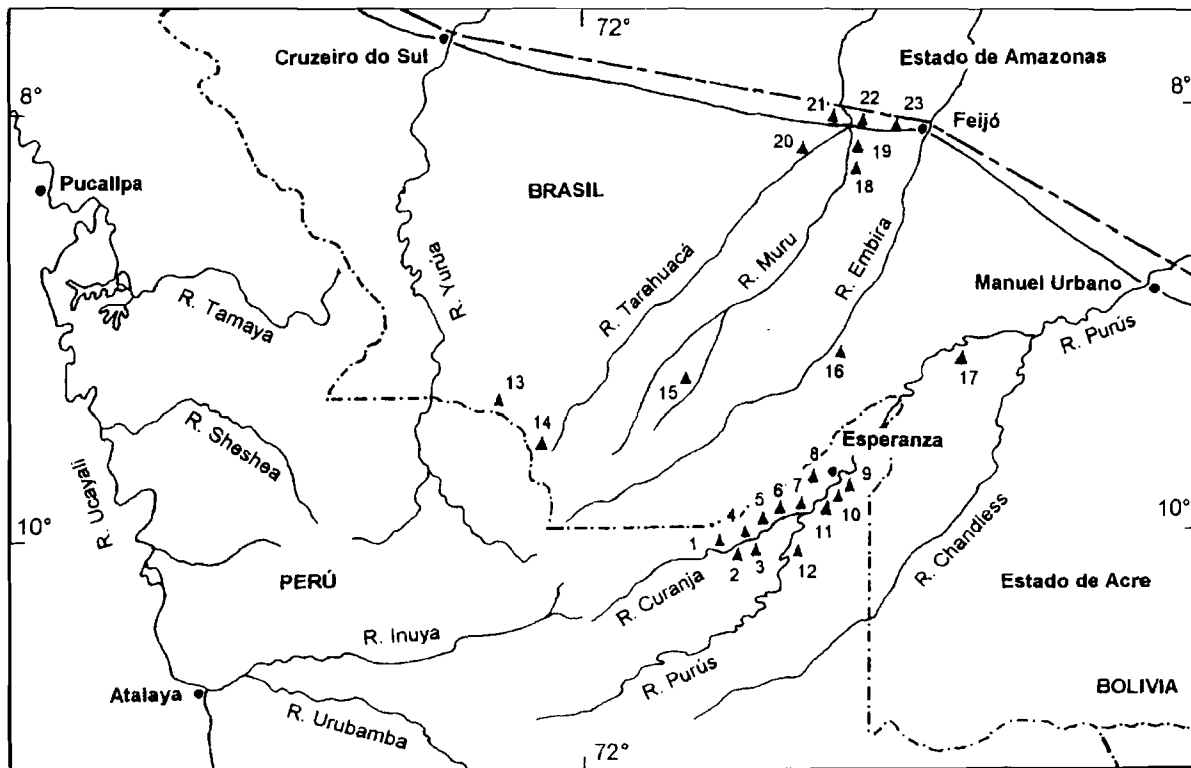 72°
Cruzeiro do Sul
Estado de Amazonas
8°
8°
21
22
23
Feijó
20
19
Pucallpa
18
BRASIL
R. Yurúa
R. Tarahuacá
R. Muru
R. Embira
Manuel Urbano
R. Tamaya
R. Purús
16
17
13
15
14
R. Sheshea
Esperanza
8
9
R. Ucayali
5
6
7
10
4
11
10°
10°
1
2
3
12
R. Chandless
PERÚ
Estado de Acre
R. Curanja
R. Inuya
R. Purús
Atalaya
BOLIVIA
R. Urubamba
72°